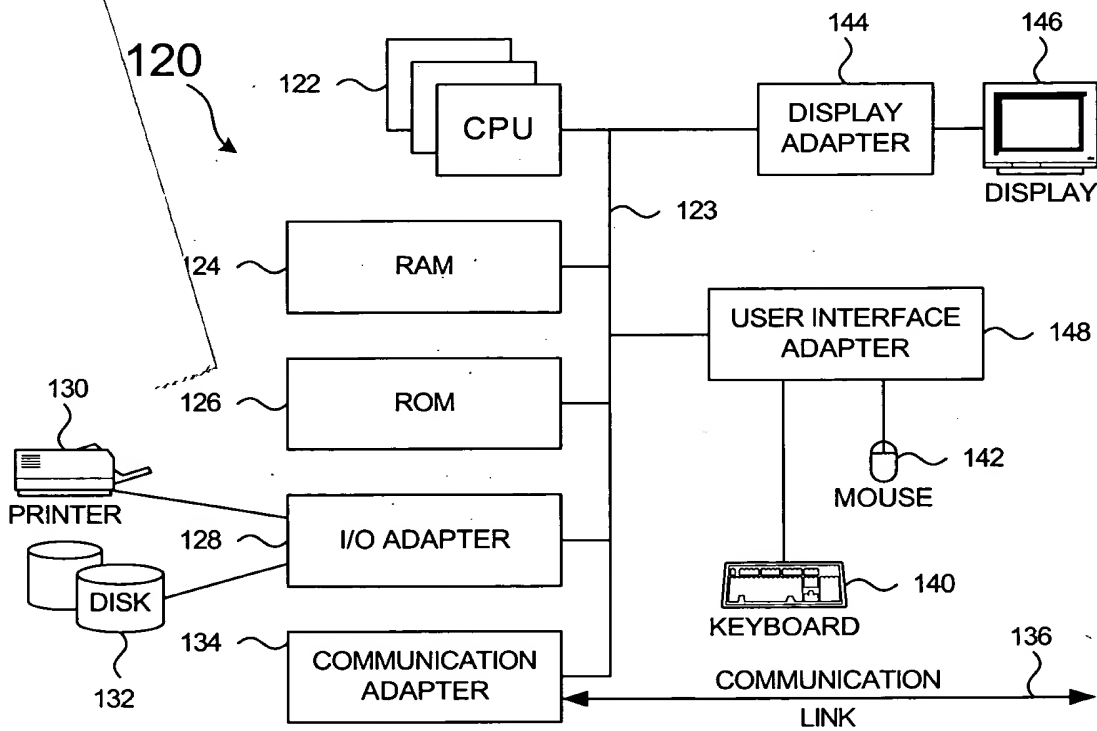 144
146
120
122
CPU
DISPLAY
ADAPTER
DISPLAY
123
124
RAM
USER INTERFACE
ADAPTER
148
130
126
ROM
142
MOUSE
PRINTER
128
I/O ADAPTER
DISK
140
KEYBOARD
134
132
COMMUNICATION
ADAPTER
136
COMMUNICATION
LINK